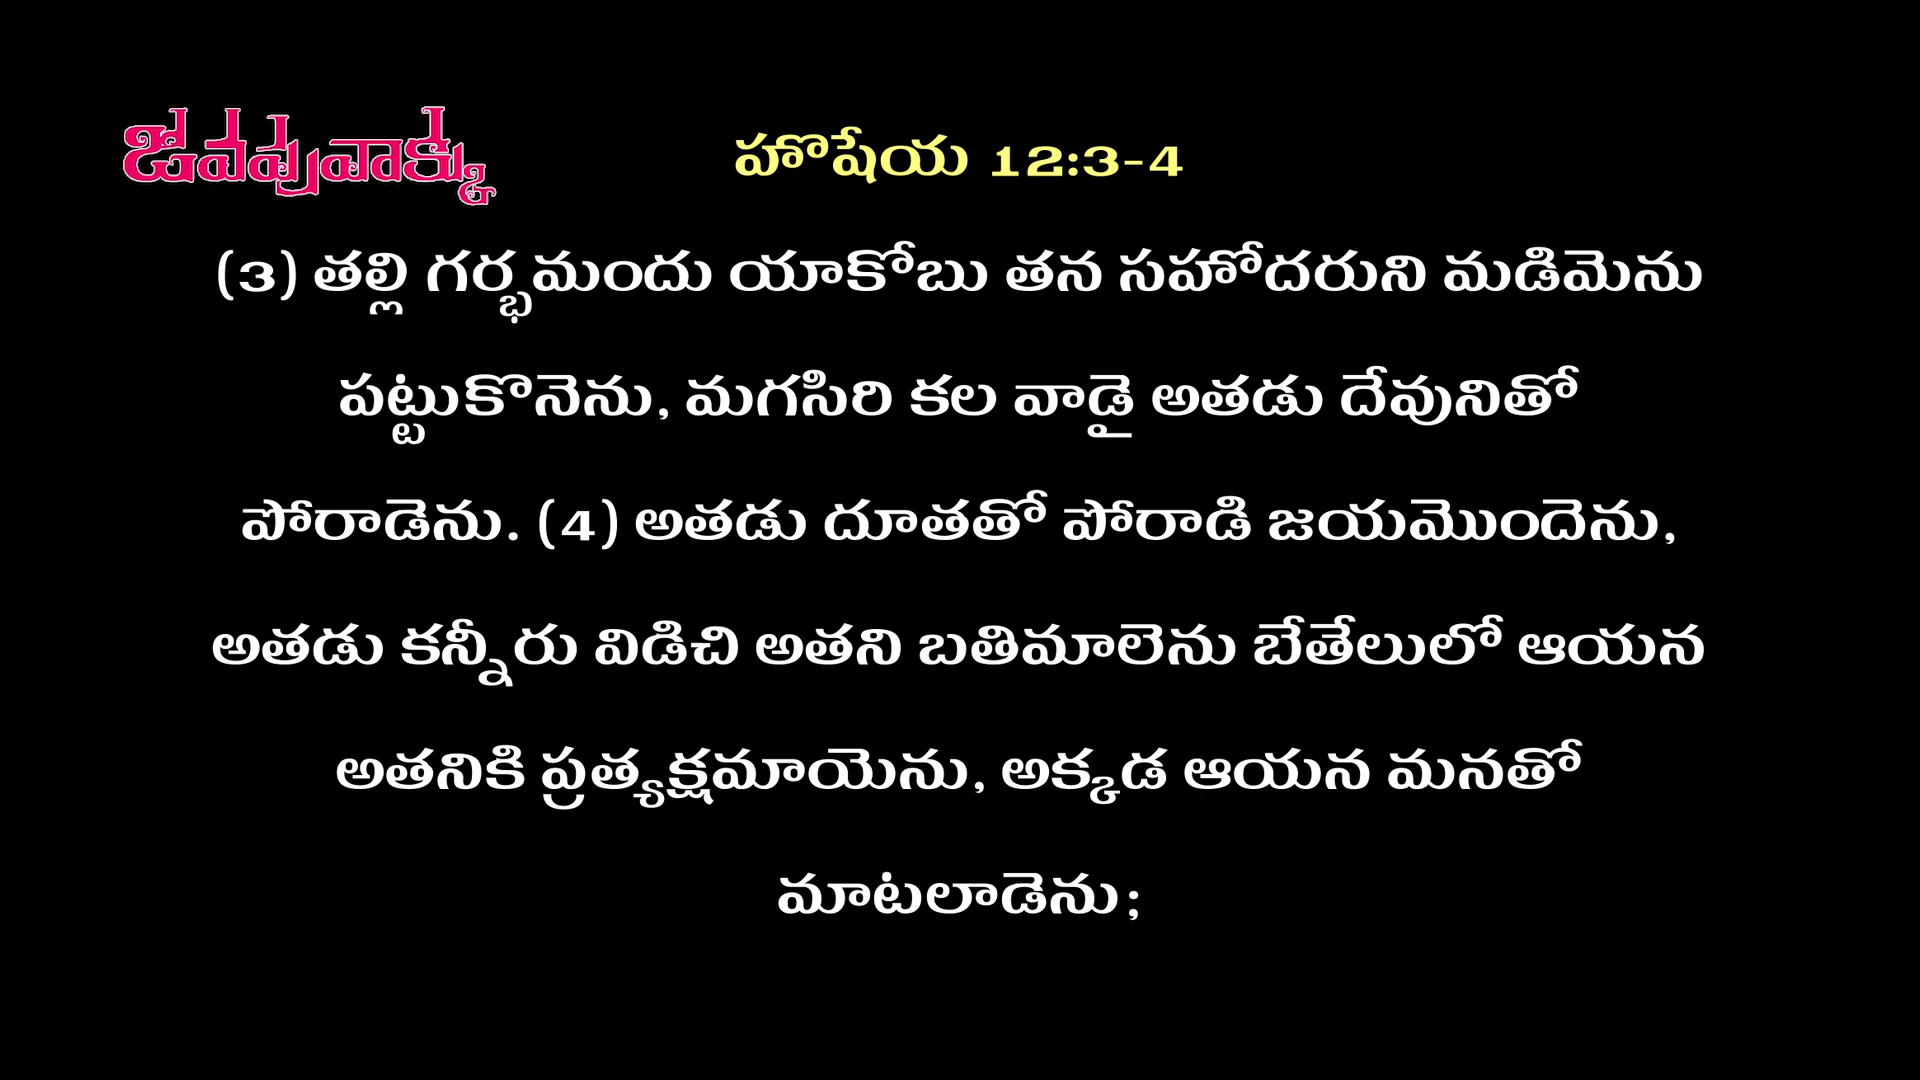 జీవపువాక్కు
హొషేయ 12:3-4
(3) తల్లి గర్భమందు యాకోబు తన సహోదరుని మడిమెను
పట్టుకొనెను, మగసిరి కల వాడై అతడు దేవునితో
పోరాడెను. (4) అతడు దూతతో పోరాడి జయమొందెను,
అతడు కన్నీరు విడిచి అతని బతిమాలెను బేతేలులో ఆయన
అతనికి ప్రత్యక్షమాయెను, అక్కడ ఆయన మనతో
మాటలాడెను;